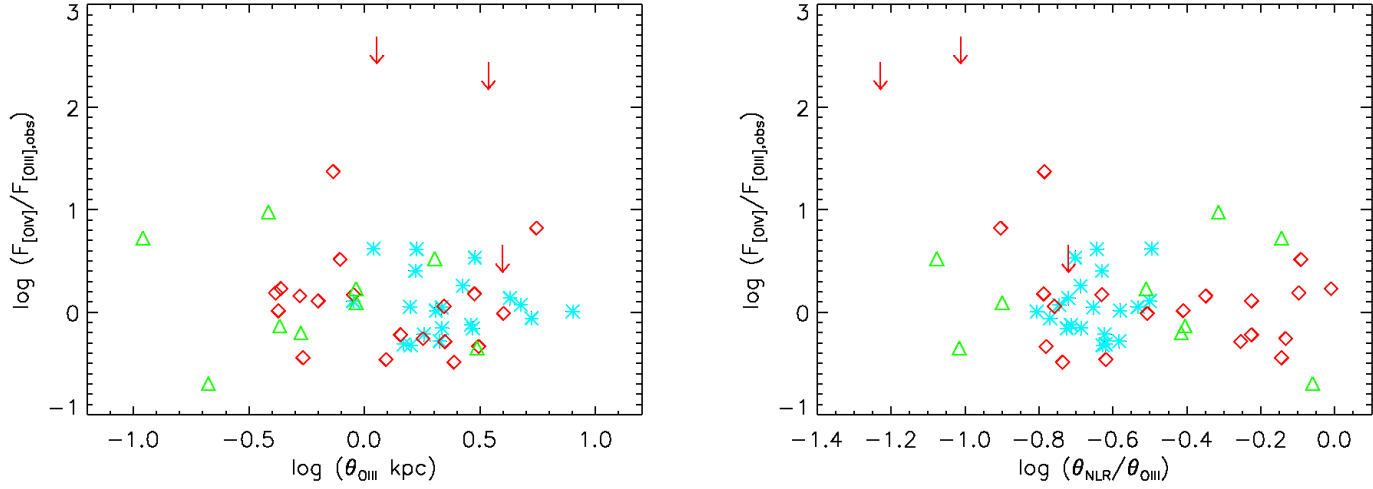 3
2
1
0
−1
log (F[OIV]/F[OIII],obs)
−1.0 −0.5 0.0 0.5 1.0
log (θOIII kpc)
3
2
1
0
−1
log (F[OIV]/F[OIII],obs)
−1.4 −1.2 −1.0 −0.8 −0.6 −0.4 −0.2 0.0
log (θNLR/θOIII)